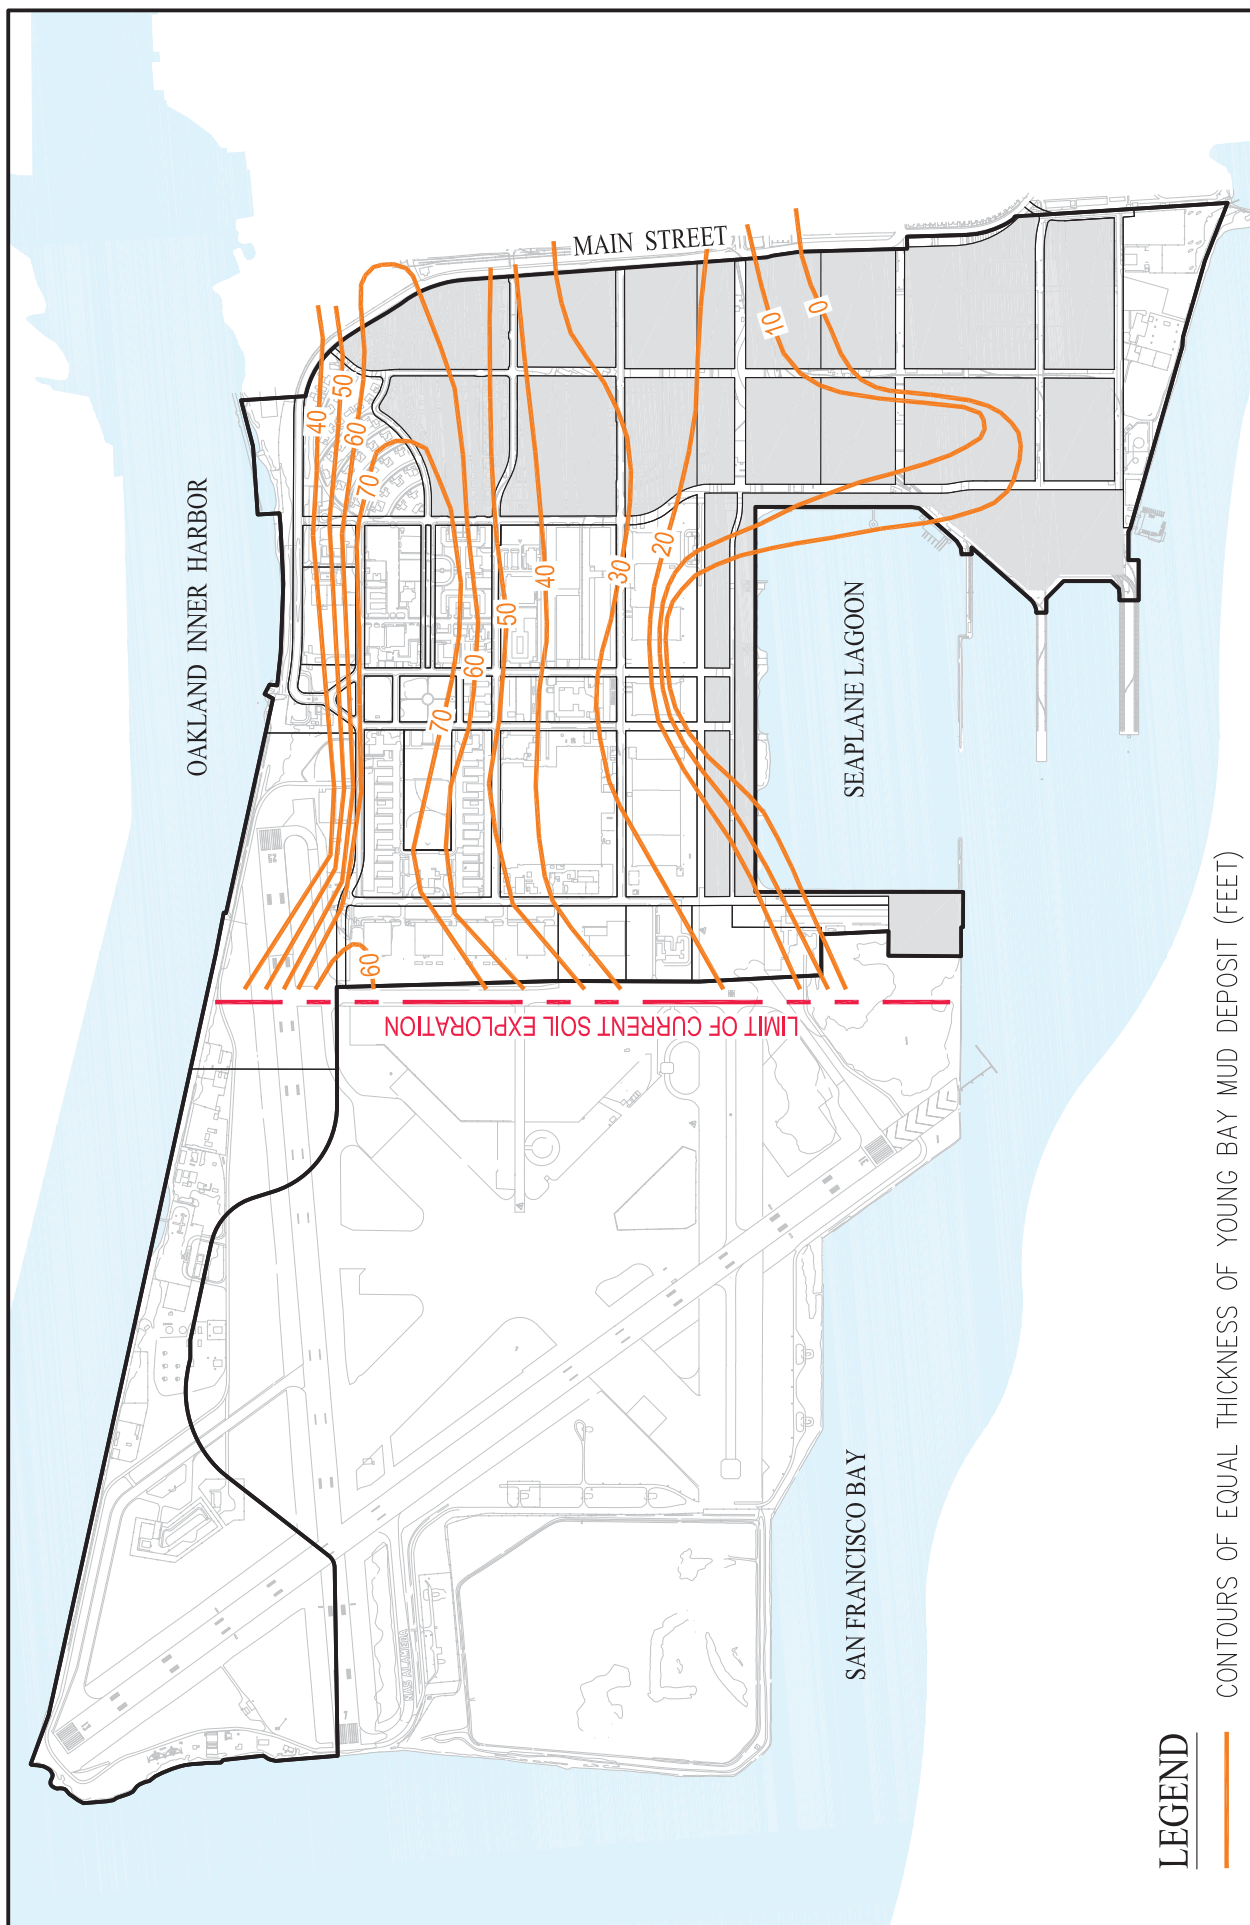 OAKLAND INNER HARBOR
MAIN STREET
40
50
60
70
10
0
20
30
40
50
60
70
60
SEAPLANE LAGOON
LIMIT OF CURRENT SOIL EXPLORATION
NAS ALAMEDA
SAN FRANCISCO BAY
LEGEND
CONTOURS OF EQUAL THICKNESS OF YOUNG BAY MUD DEPOSIT (FEET)